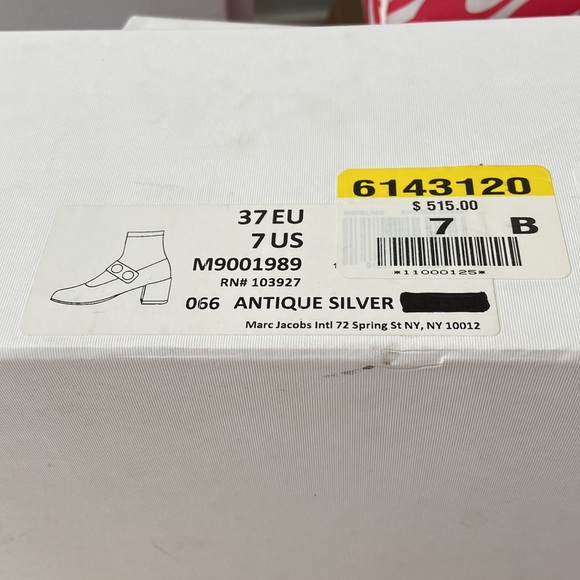 37 EU
7 US
M9001989
RN# 103927
066 ANTIQUE SILVER
Marc Jacobs Intl 72 Spring St NY, NY 10012
6143120
$ 515.00
7 B
*11000125*